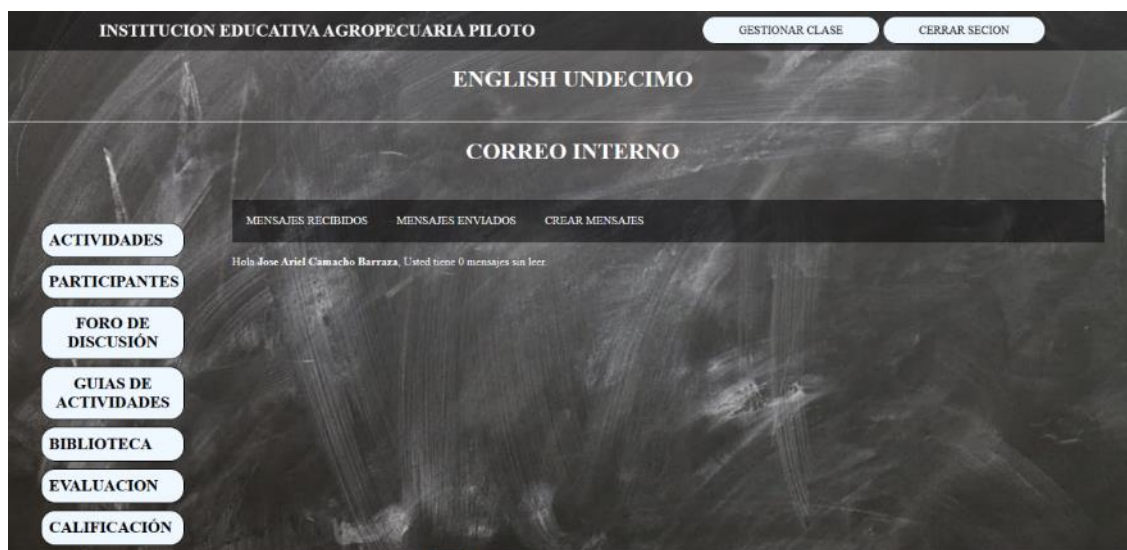 INSTITUCION EDUCATIVA AGROPECUARIA PILOTO
GESTIONAR CLASE
CERRAR SECION
ENGLISH UNDECIMO
CORREO INTERNO
MENSAJES RECIBIDOS
MENSAJES ENVIADOS
CREAR MENSAJES
Hola Jose Ariel Camacho Barraza, Usted tiene 0 mensajes sin leer.
ACTIVIDADES
PARTICIPANTES
FORO DE
DISCUSIÓN
GUIAS DE
ACTIVIDADES
BIBLIOTECA
EVALUACION
CALIFICACIÓN